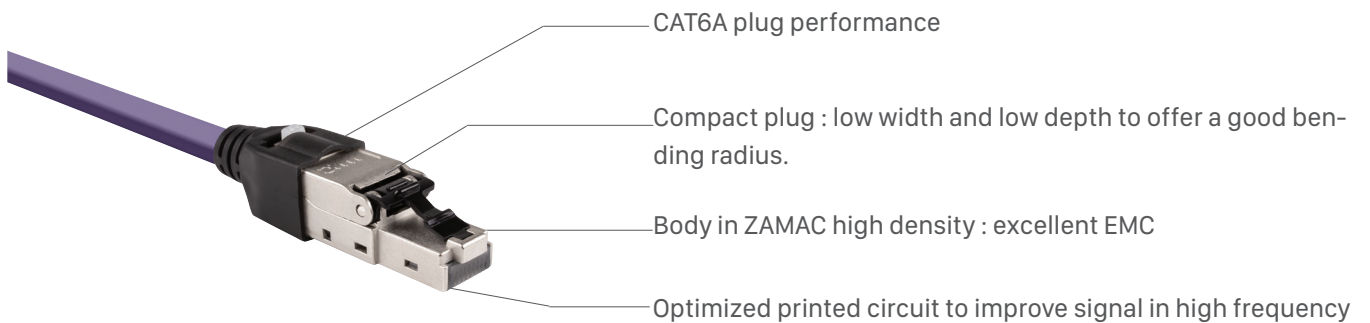 CAT6A plug performance
Compact plug : low width and low depth to offer a good ben-
ding radius.
Body in ZAMAC high density : excellent EMC
Optimized printed circuit to improve signal in high frequency